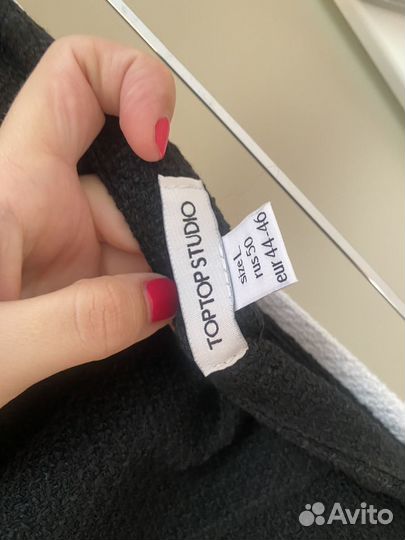 TOPTOP STUDIO
size L
rus 50
eur 44-46
Avito